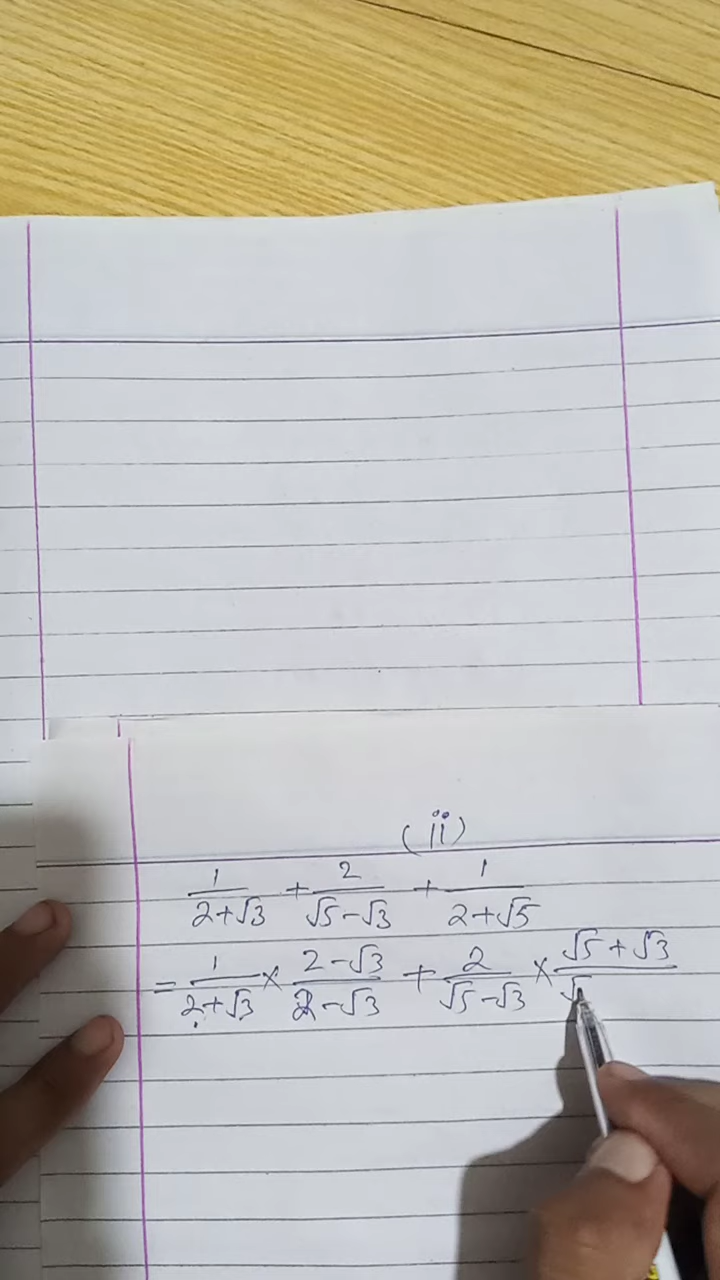 (ii)
1/(2+√3) + 2/(√5-√3) + 1/(2+√5)
= 1/(2+√3) × (2-√3)/(2-√3) + 2/(√5-√3) × (√5+√3)/√5